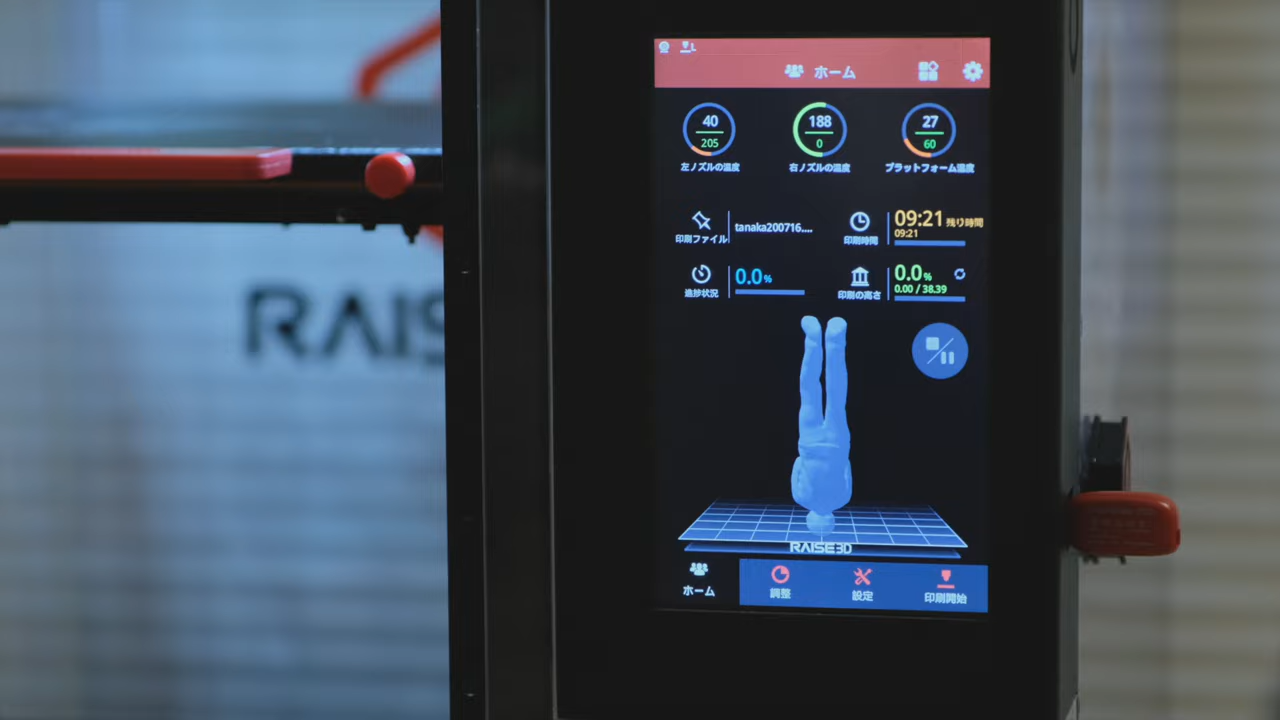 L
ホーム
40
205
左ノズルの温度
188
0
右ノズルの温度
27
60
プラットフォーム温度
印刷ファイル
tanaka200716....
印刷時間
09:21 残り時間
09:21
進捗状況
0.0%
印刷の高さ
0.0%
0.00 / 38.39
RAIS
RAISE3D
ホーム
調整
設定
印刷開始